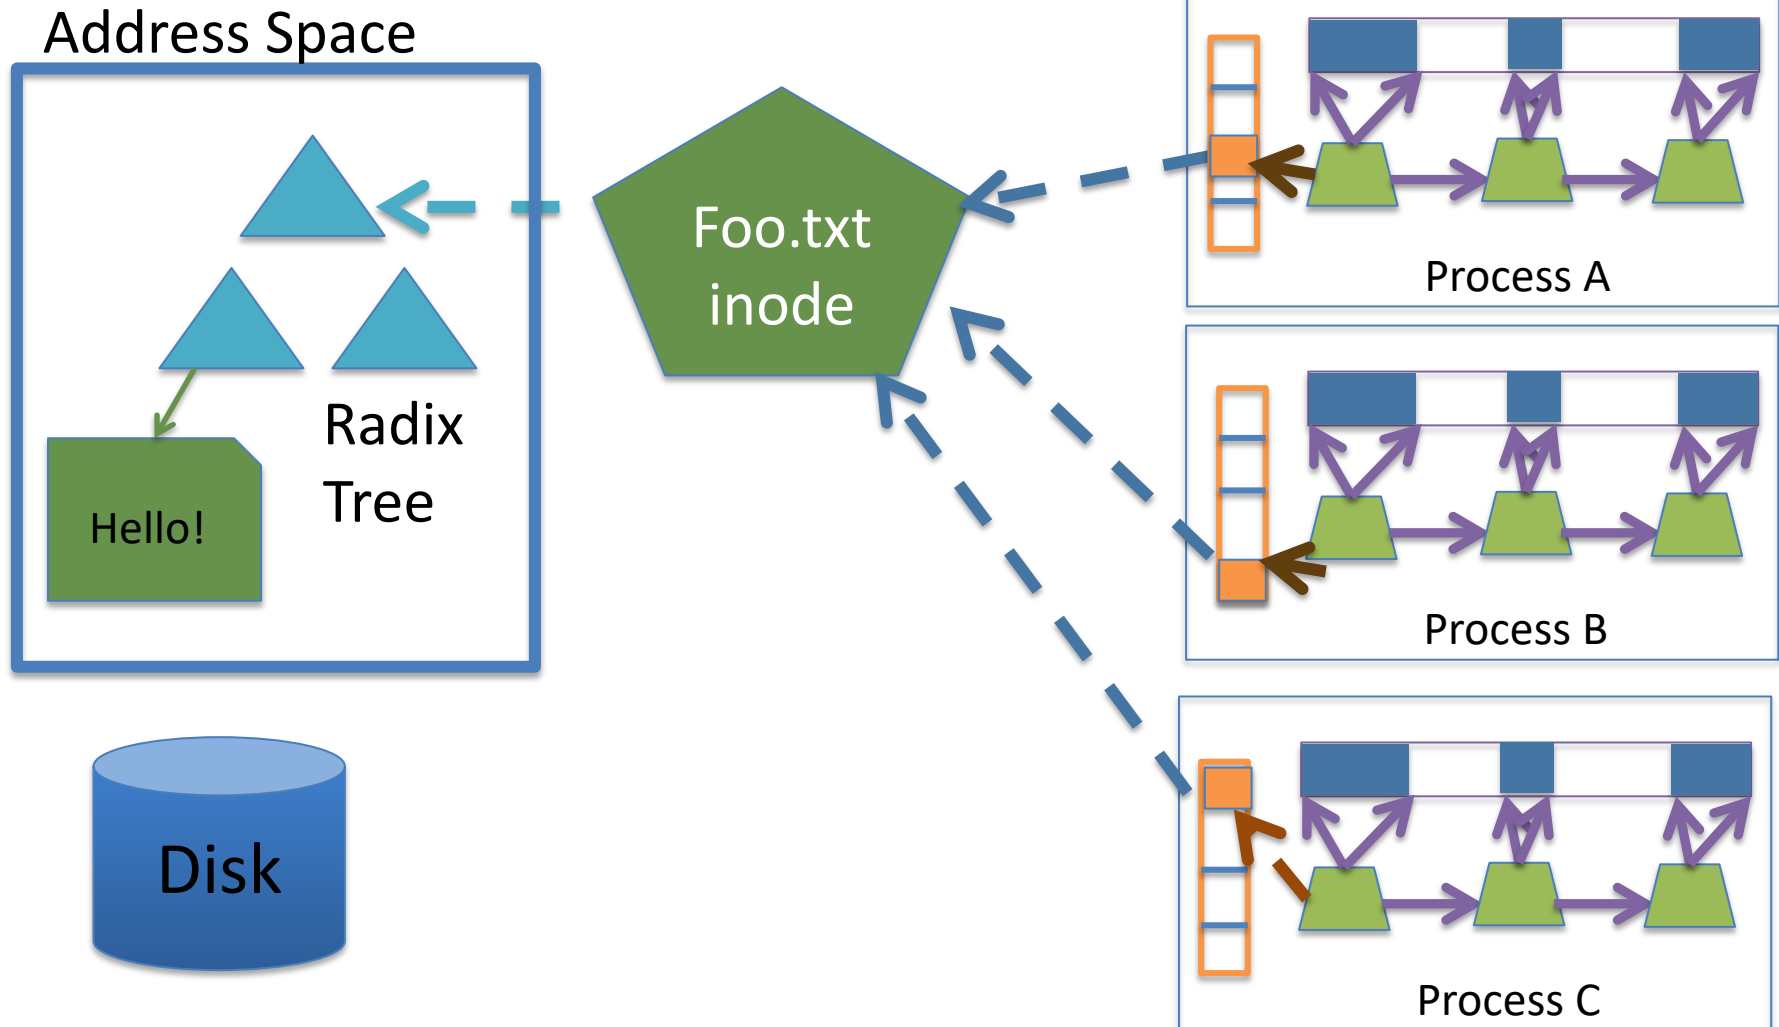 Address Space
Foo.txt
inode
Radix
Tree
Hello!
Disk
Process A
Process B
Process C